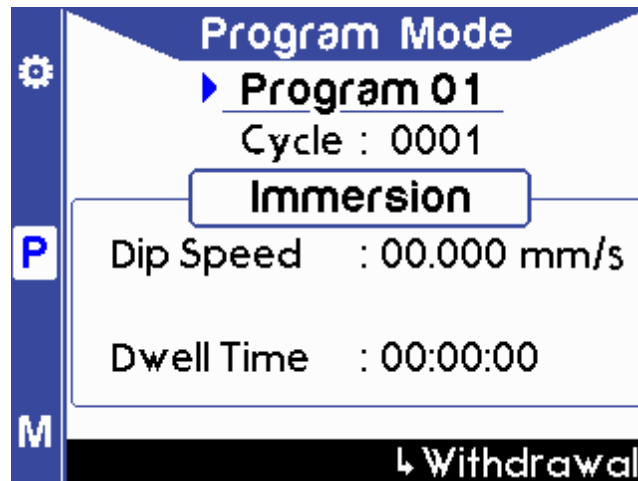 Program Mode
Program 01
Cycle : 0001
Immersion
P
Dip Speed : 00.000 mm/s
Dwell Time : 00:00:00
M
Withdrawal